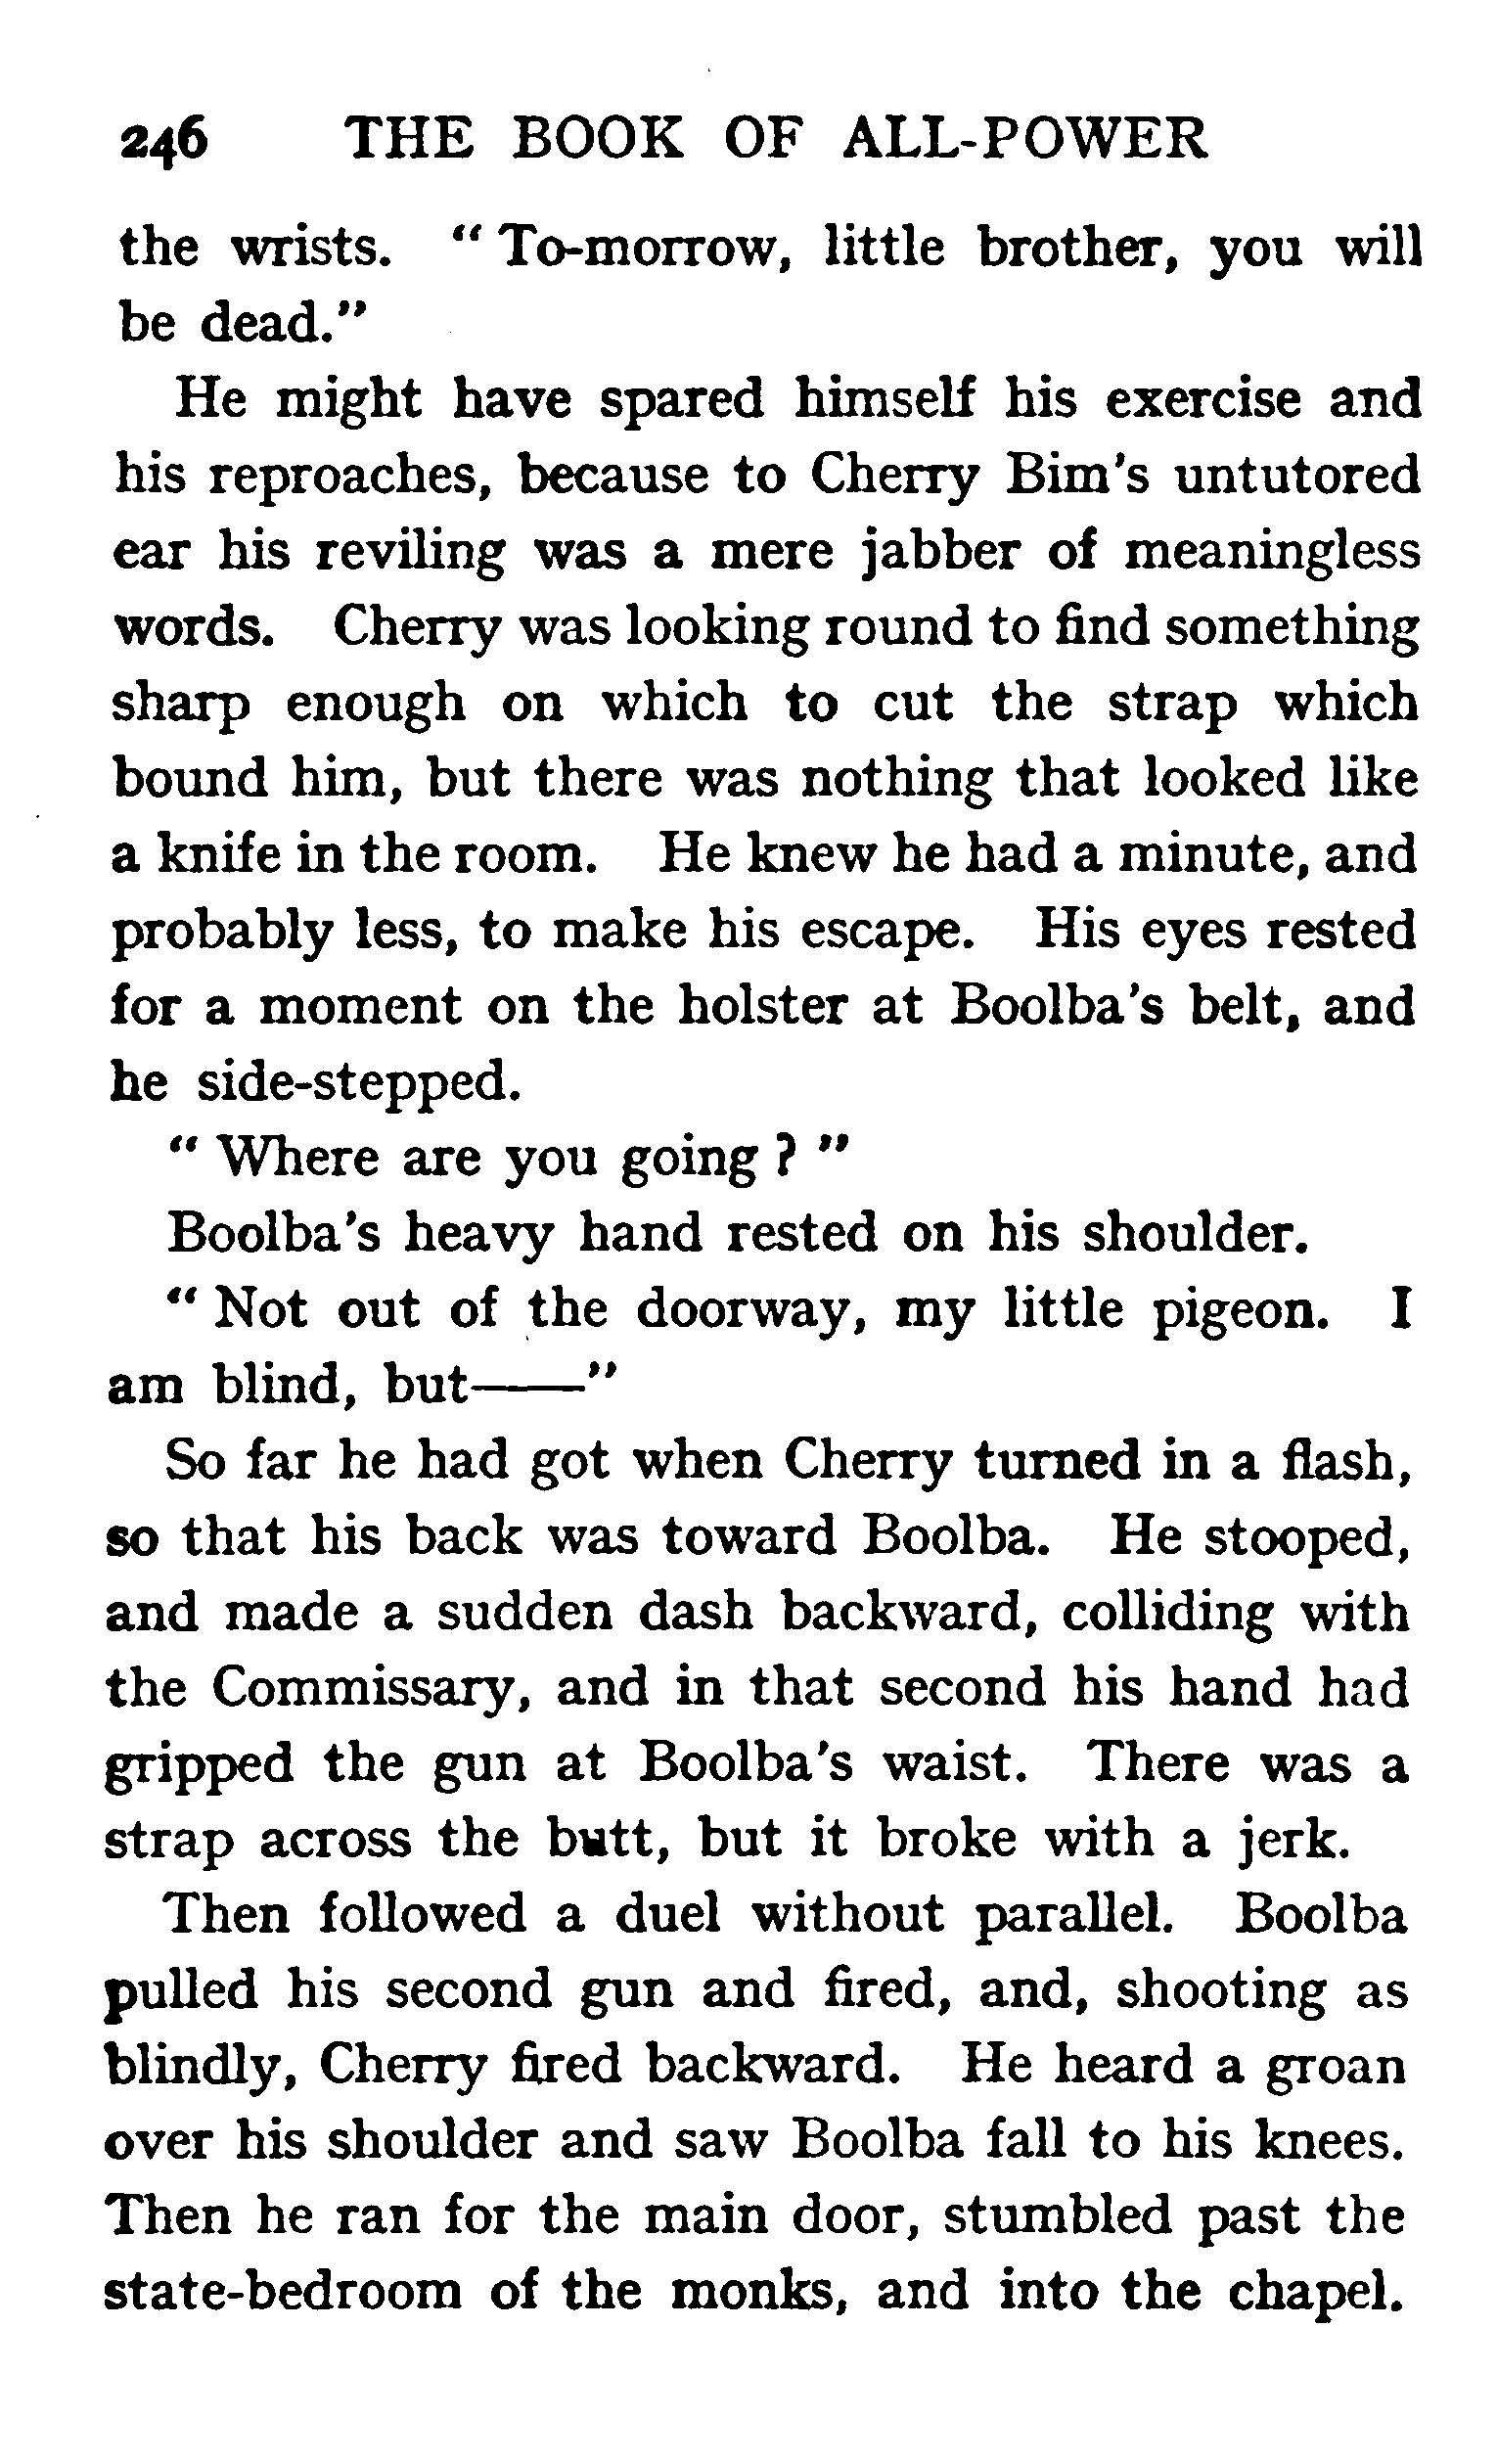 246 THE BOOK OF ALL-POWER
the wrists. “ To-morrow, little brother, you will
be dead.”
He might have spared himself his exercise and
his reproaches, because to Cherry Bim's untutored
ear his reviling was a mere jabber of meaningless
words. Cherry was looking round to find something
sharp enough on which to cut the strap which
bound him, but there was nothing that looked like
a knife in the room. He knew he had a minute, and
probably less, to make his escape. His eyes rested
for a moment on the holster at Boolba's belt, and
he side-stepped.
“ Where are you going ? ”
Boolba's heavy hand rested on his shoulder.
“ Not out of the doorway, my little pigeon. I
am blind, but——”
So far he had got when Cherry turned in a flash,
so that his back was toward Boolba. He stooped,
and made a sudden dash backward, colliding with
the Commissary, and in that second his hand had
gripped the gun at Boolba's waist. There was a
strap across the butt, but it broke with a jerk.
Then followed a duel without parallel. Boolba
pulled his second gun and fired, and, shooting as
blindly, Cherry fired backward. He heard a groan
over his shoulder and saw Boolba fall to his knees.
Then he ran for the main door, stumbled past the
state-bedroom of the monks, and into the chapel.